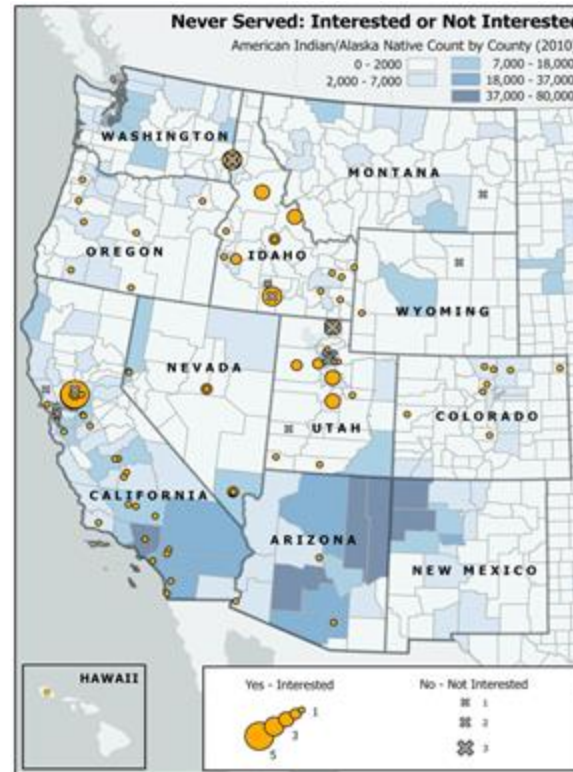 Never Served: Interested or Not Interested
American Indian/Alaska Native Count by County (2010)
0 - 2000
7,000 - 18,000
2,000 - 7,000
18,000 - 37,000
37,000 - 80,000
WASHINGTON
MONTANA
OREGON
IDAHO
WYOMING
NEVADA
UTAH
COLORADO
CALIFORNIA
ARIZONA
NEW MEXICO
HAWAII
Yes - Interested
No - Not Interested
1
3
5
1
2
3